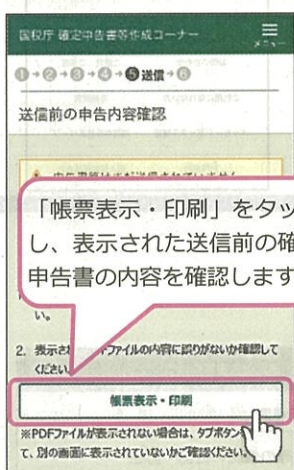 国税庁 確定申告書等作成コーナー
メニュー
❶→❷→❸→❹→❺送信→❻
送信前の申告内容確認
「帳票表示・印刷」をタッ
し、表示された送信前の確
申告書の内容を確認します
い。
2. 表示さ ファイルの内容に誤りがないか確認して
ください。
帳票表示・印刷
※PDFファイルが表示されない場合は、タブボタン
て、別の画面に表示されていないかご確認ください。